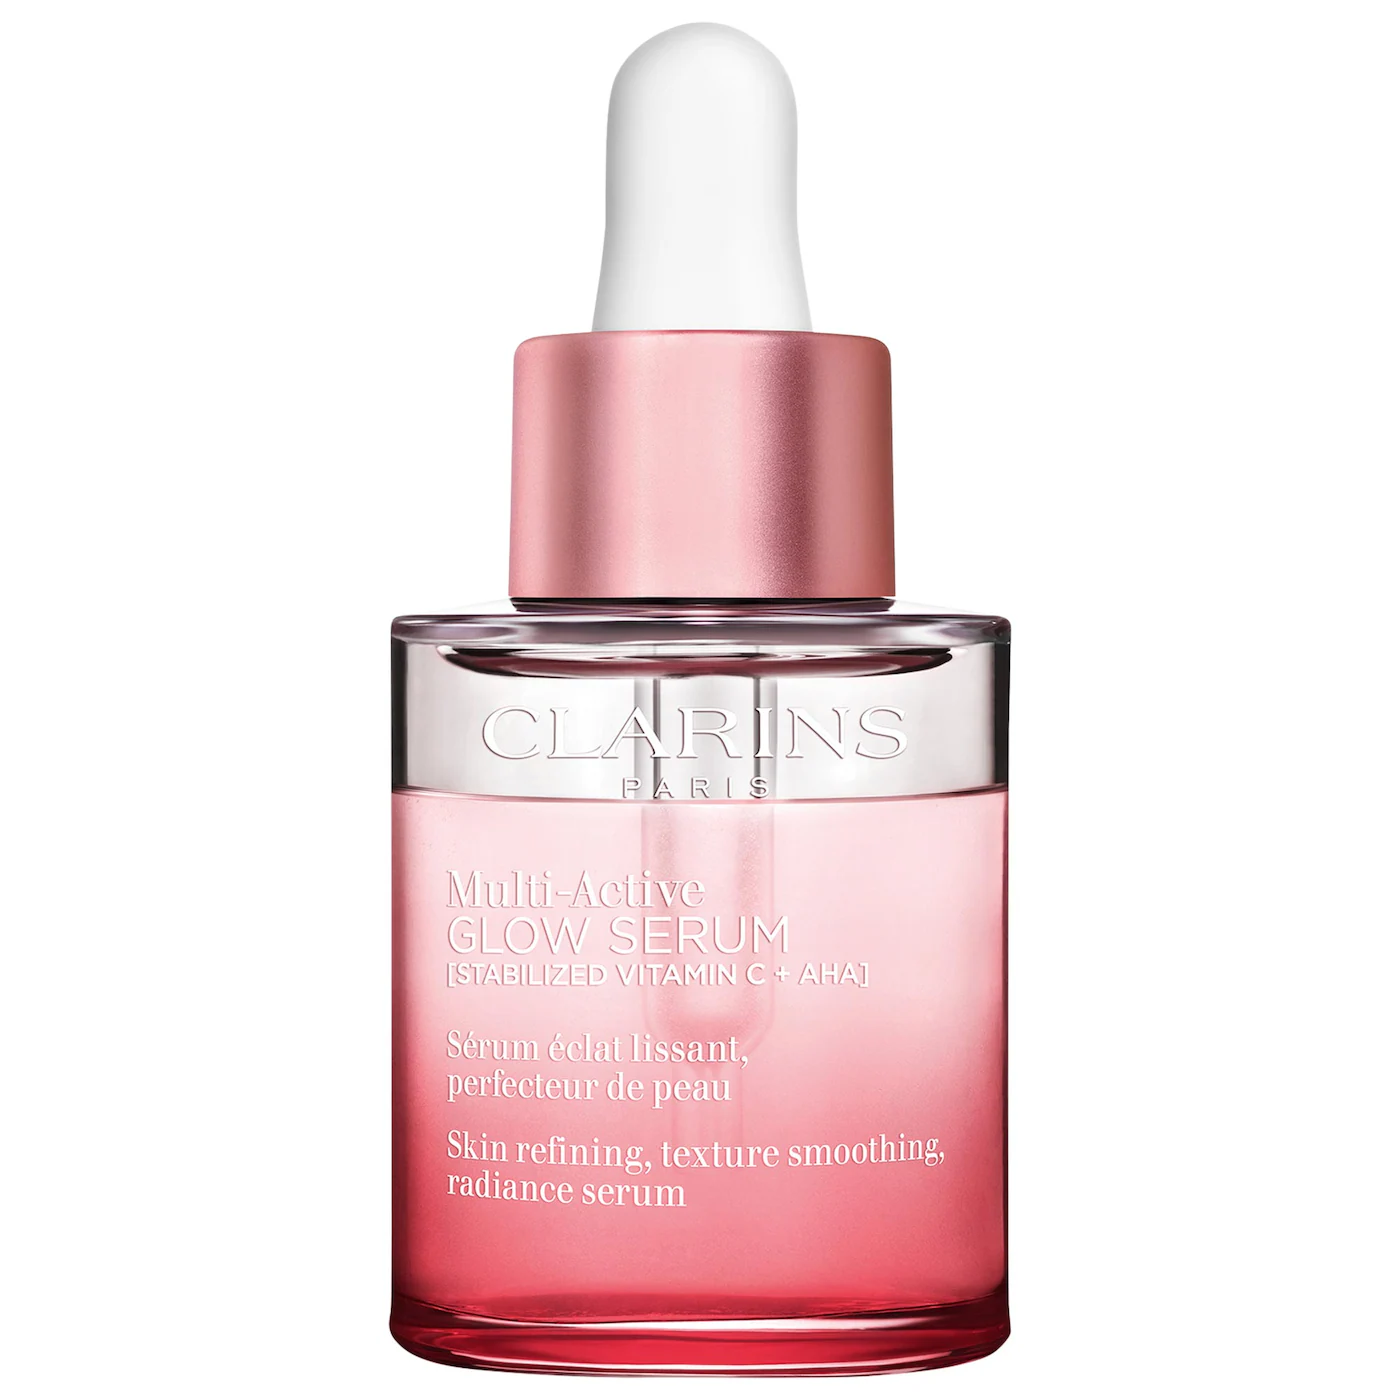 CLARINS
PARIS
Multi-Active
GLOW SERUM
[STABILIZED VITAMIN C + AHA]
Sérum éclat lissant,
perfecteur de peau
Skin refining, texture smoothing,
radiance serum